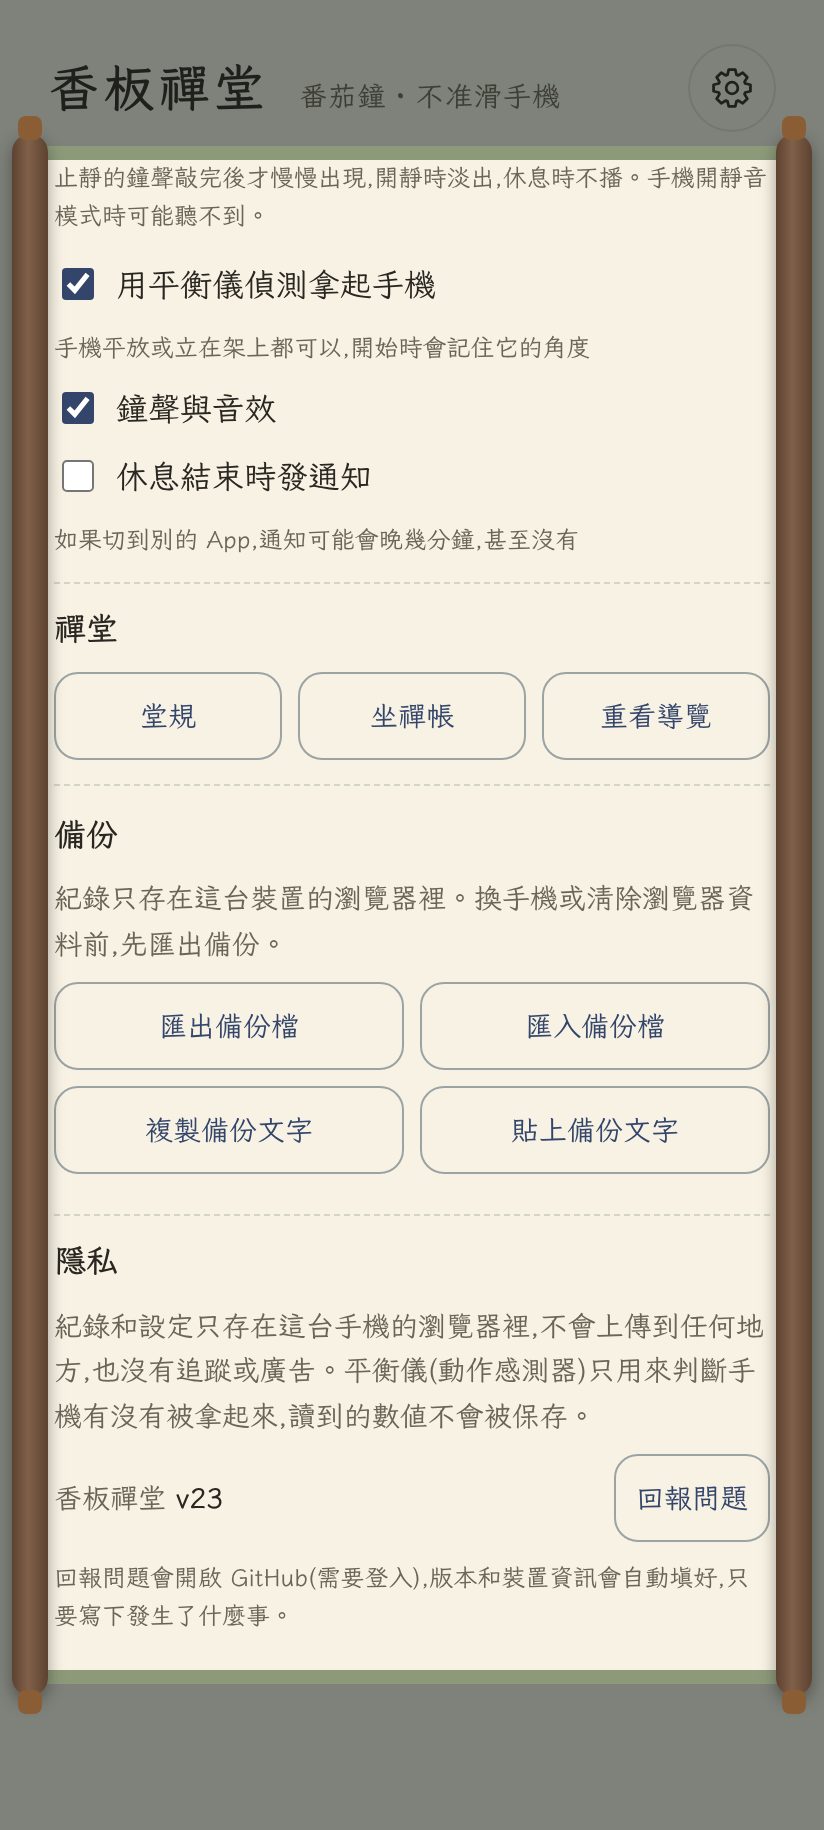 香板禪堂 番茄鐘・不准滑手機
止靜的鐘聲敲完後才慢慢出現,開靜時淡出,休息時不播。手機開靜音
模式時可能聽不到。
用平衡儀偵測拿起手機
手機平放或立在架上都可以,開始時會記住它的角度
鐘聲與音效
休息結束時發通知
如果切到別的 App,通知可能會晚幾分鐘,甚至沒有
禪堂
堂規 坐禪帳 重看導覽
備份
紀錄只存在這台裝置的瀏覽器裡。換手機或清除瀏覽器資
料前,先匯出備份。
匯出備份檔 匯入備份檔
複製備份文字 貼上備份文字
隱私
紀錄和設定只存在這台手機的瀏覽器裡,不會上傳到任何地
方,也沒有追蹤或廣告。平衡儀(動作感測器)只用來判斷手
機有沒有被拿起來,讀到的數值不會被保存。
香板禪堂 v23 回報問題
回報問題會開啟 GitHub(需要登入),版本和裝置資訊會自動填好,只
要寫下發生了什麼事。